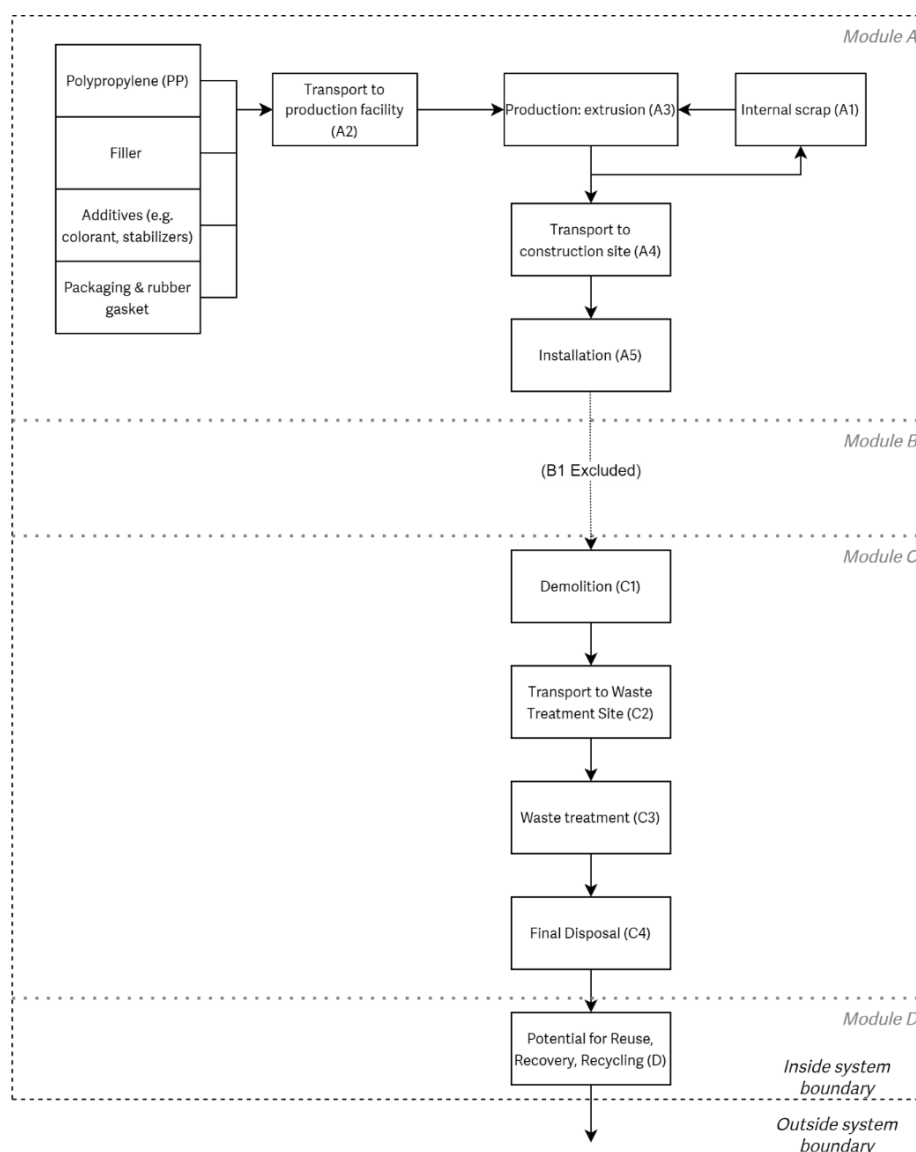 Module A
Polypropylene (PP)
Filler
Additives (e.g.
colorant, stabilizers)
Packaging & rubber
gasket
Transport to
production facility
(A2)
Production: extrusion (A3)
Internal scrap (A1)
Transport to
construction site (A4)
Installation (A5)
Module B
(B1 Excluded)
Module C
Demolition (C1)
Transport to Waste
Treatment Site (C2)
Waste treatment (C3)
Final Disposal (C4)
Module D
Potential for Reuse,
Recovery, Recycling (D)
Inside system
boundary
Outside system
boundary